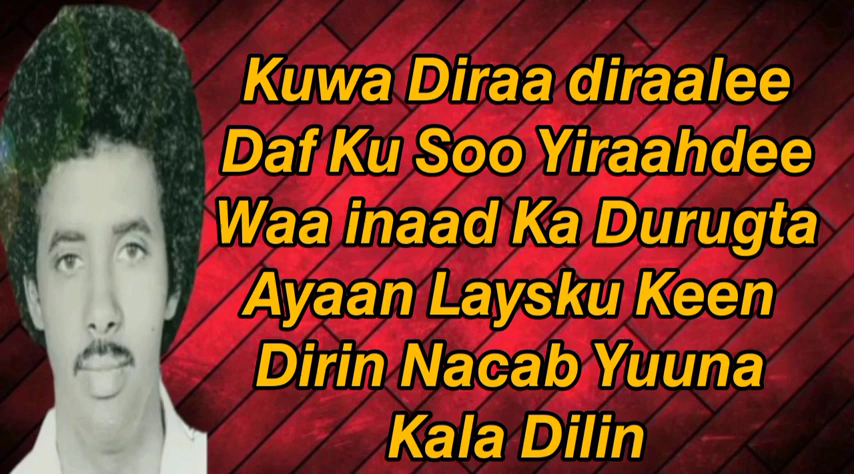 Kuwa Diraa diraalee
Daf Ku Soo Yiraahdee
Waa inaad Ka Durugta
Ayaan Laysku Keen
Dirin Nacab Yuuna
Kala Dilin